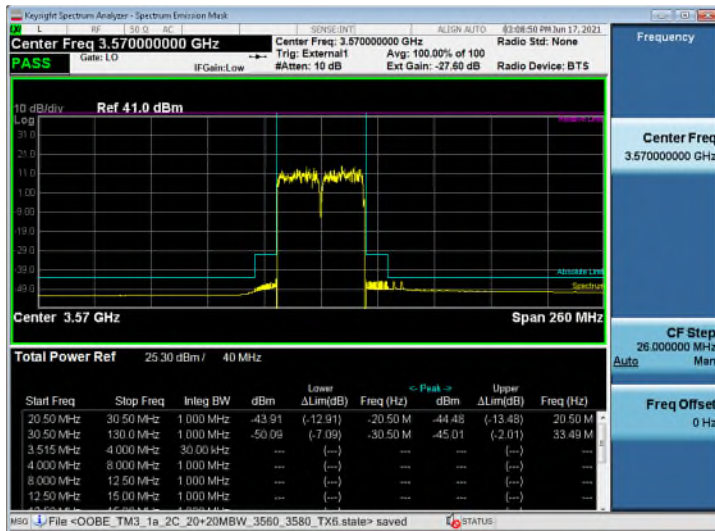 Keysight Spectrum Analyzer - Spectrum Emission Mask
L RF 50 Ω AC SENSE:INT ALIGN AUTO 03:08:50 PM Jun 17, 2021
Center Freq 3.570000000 GHz
Center Freq: 3.570000000 GHz
Radio Std: None
PASS
Gate: LO
IFGain:Low
Trig: External1
Avg: 100.00% of 100
#Atten: 10 dB
Ext Gain: -27.60 dB
Radio Device: BTS
10 dB/div
Ref 41.0 dBm
Log
31.0
21.0
11.0
1.00
-9.00
-19.0
-29.0
-39.0
-49.0
Absolute Limit
Spectrum
Center 3.57 GHz
Span 260 MHz
Total Power Ref 25.30 dBm / 40 MHz
Lower <- Peak -> Upper
Start Freq Stop Freq Integ BW dBm ΔLim(dB) Freq (Hz) dBm ΔLim(dB) Freq (Hz)
20.50 MHz 30.50 MHz 1.000 MHz -43.91 (-12.91) -20.50 M -44.48 (-13.48) 20.50 M
30.50 MHz 130.0 MHz 1.000 MHz -50.09 (-7.09) -30.50 M -45.01 (-2.01) 33.49 M
3.515 MHz 4.000 MHz 30.00 kHz --- (---) --- --- (---) ---
4.000 MHz 8.000 MHz 1.000 MHz --- (---) --- --- (---) ---
8.000 MHz 12.50 MHz 1.000 MHz --- (---) --- --- (---) ---
12.50 MHz 15.00 MHz 1.000 MHz --- (---) --- --- (---) ---
MSG File <OOBE_TM3_1a_2C_20+20MBW_3560_3580_TX6.state> saved STATUS
Frequency
Center Freq
3.570000000 GHz
CF Step
26.000000 MHz
Auto Man
Freq Offset
0 Hz